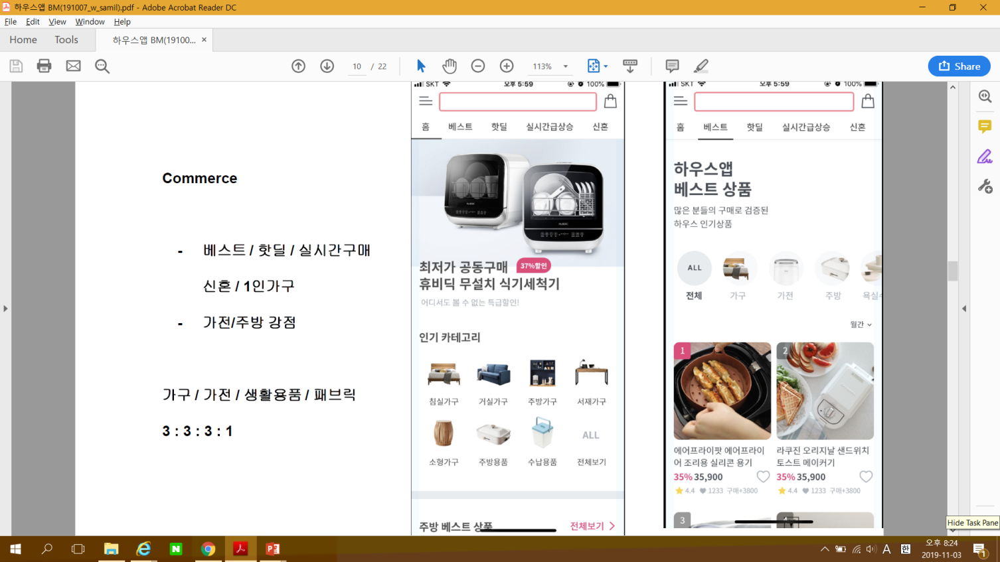 하우스앱 BM(191007_w_samil).pdf - Adobe Acrobat Reader DC
File Edit View Window Help
Home Tools 하우스앱 BM(19100... ×
10 / 22 113% Share
Commerce
- 베스트 / 핫딜 / 실시간구매
신혼 / 1인가구
- 가전/주방 강점
가구 / 가전 / 생활용품 / 패브릭
3 : 3 : 3 : 1
SKT 오후 5:59 100%
홈 베스트 핫딜 실시간급상승 신혼
최저가 공동구매 37%할인
휴비딕 무설치 식기세척기
어디서도 볼 수 없는 특급할인!
인기 카테고리
침실가구 거실가구 주방가구 서재가구
ALL
소형가구 주방용품 수납용품 전체보기
주방 베스트 상품 전체보기
SKT 오후 5:59 100%
홈 베스트 핫딜 실시간급상승 신혼
하우스앱
베스트 상품
많은 분들의 구매로 검증된
하우스 인기상품
ALL
전체 가구 가전 주방
월간
1 2
에어프라이팟 에어프라이
어 조리용 실리콘 용기
35% 35,900
4.4 1233 구매+3800
라쿠진 오리지날 샌드위치
토스트 메이커기
35% 35,900
4.4 1233 구매+3800
3
Hide Task Pane
A 한 오후 8:24
2019-11-03
1